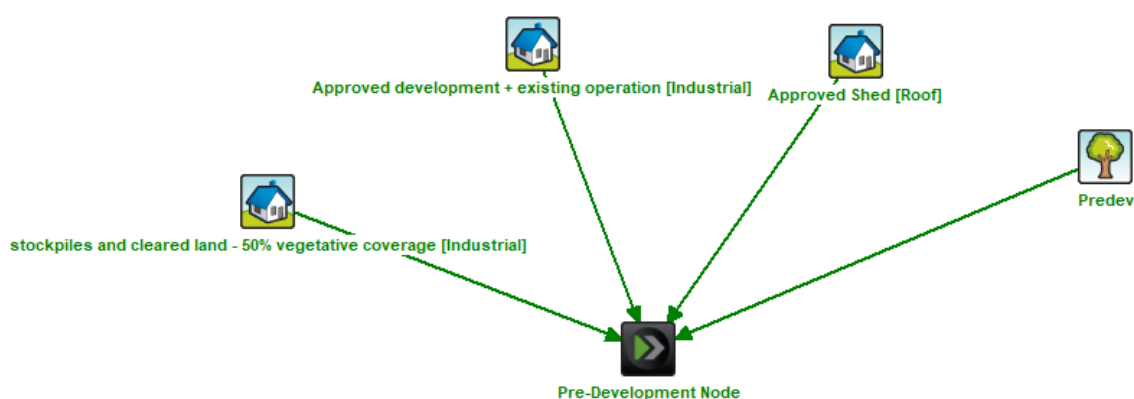 Approved development + existing operation [Industrial]
Approved Shed [Roof]
Predev
stockpiles and cleared land - 50% vegetative coverage [Industrial]
Pre-Development Node